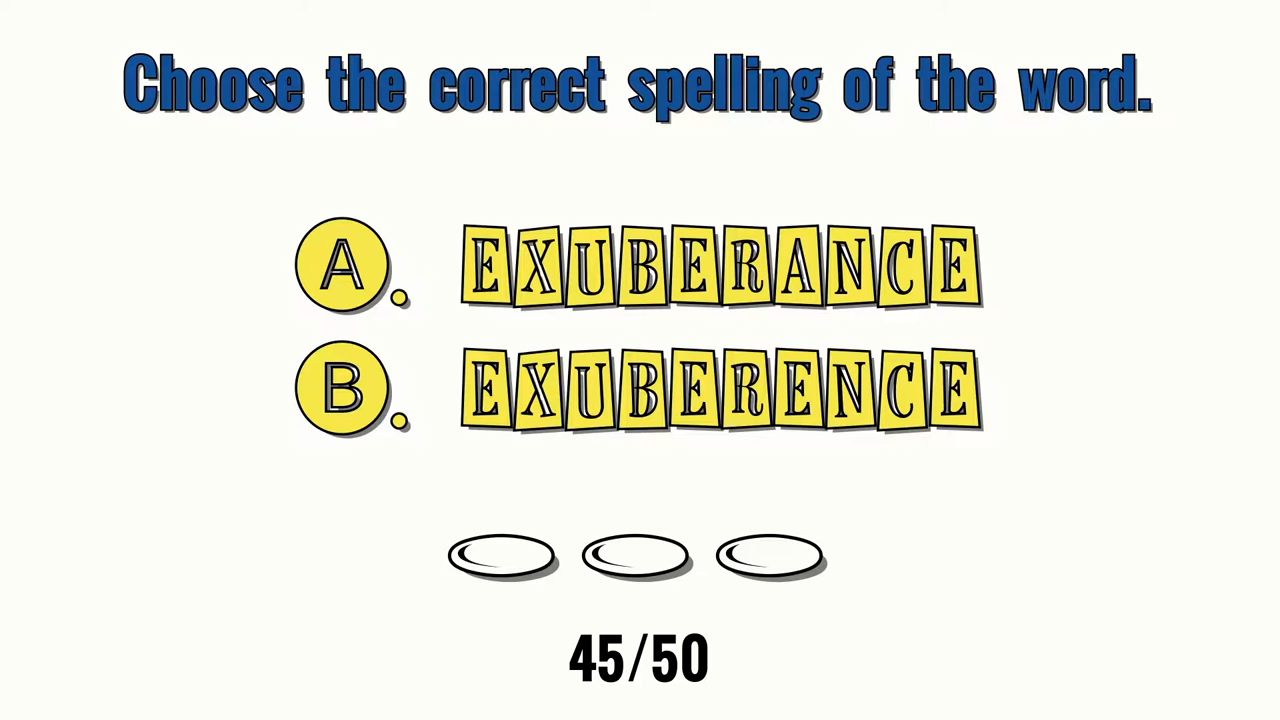 Choose the correct spelling of the word.
A. EXUBERANCE
B. EXUBERENCE
45/50